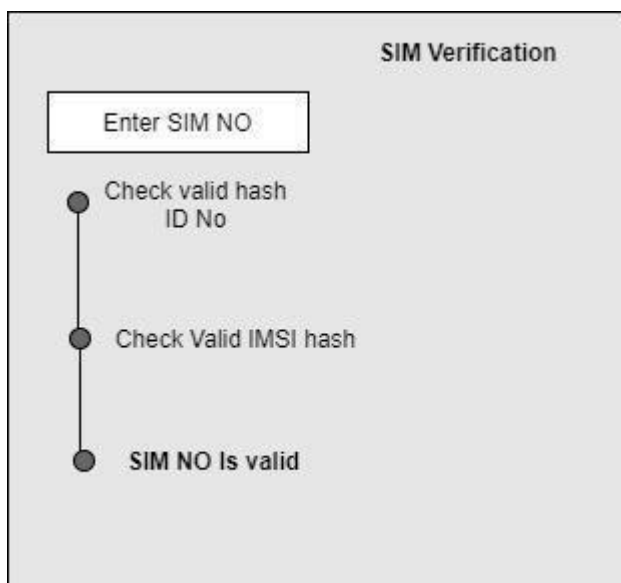 SIM Verification
Enter SIM NO
Check valid hash
ID No
Check Valid IMSI hash
SIM NO Is valid